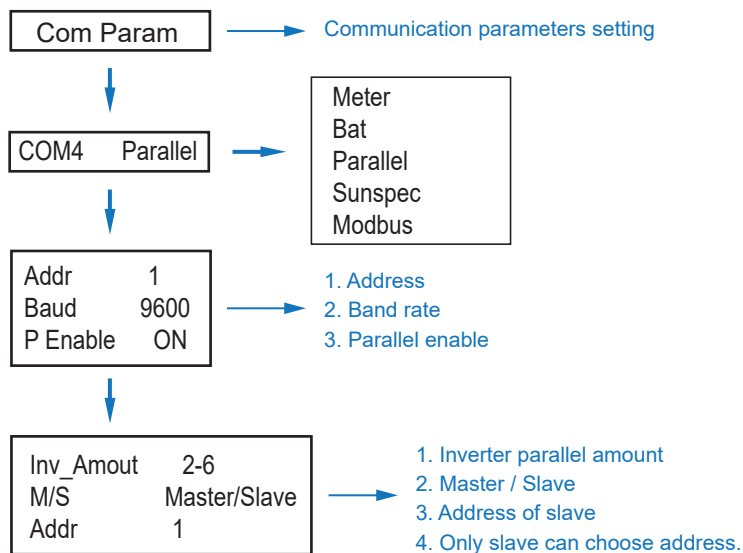 Com Param
Communication parameters setting
COM4 Parallel
Meter
Bat
Parallel
Sunspec
Modbus
Addr 1
Baud 9600
P Enable ON
1. Address
2. Band rate
3. Parallel enable
Inv_Amout 2-6
M/S Master/Slave
Addr 1
1. Inverter parallel amount
2. Master / Slave
3. Address of slave
4. Only slave can choose address.